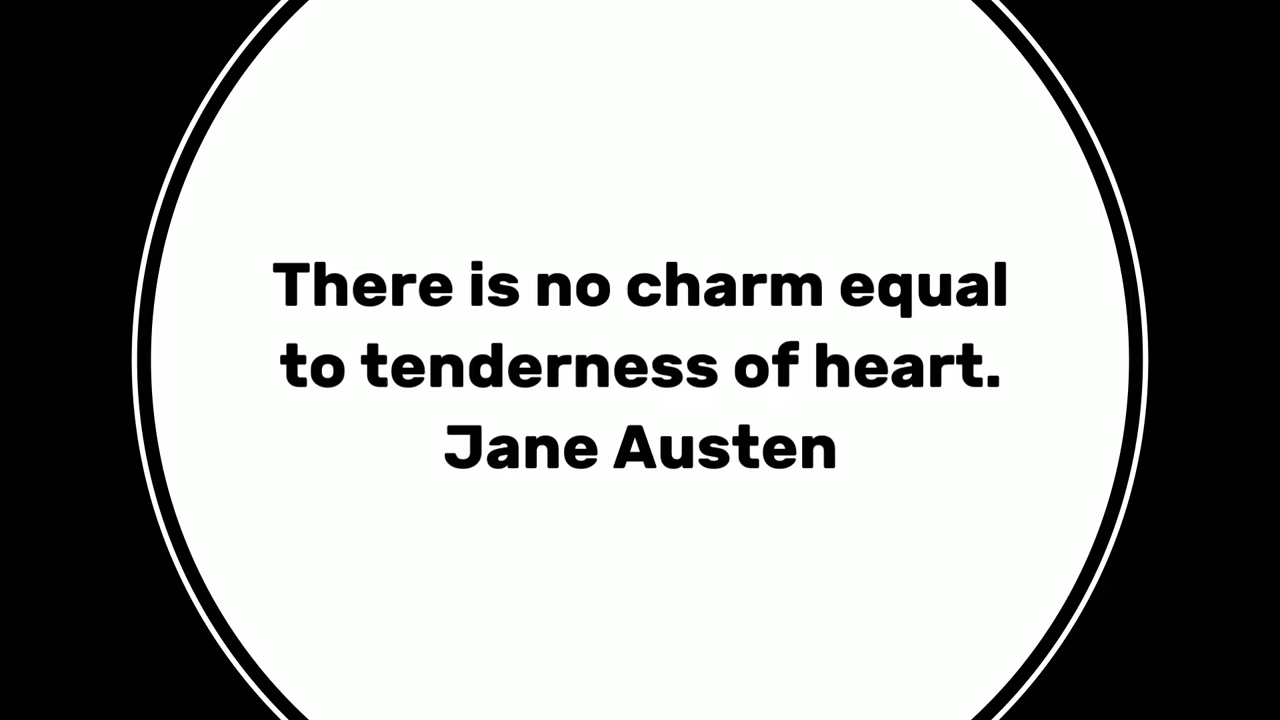 There is no charm equal
to tenderness of heart.
Jane Austen